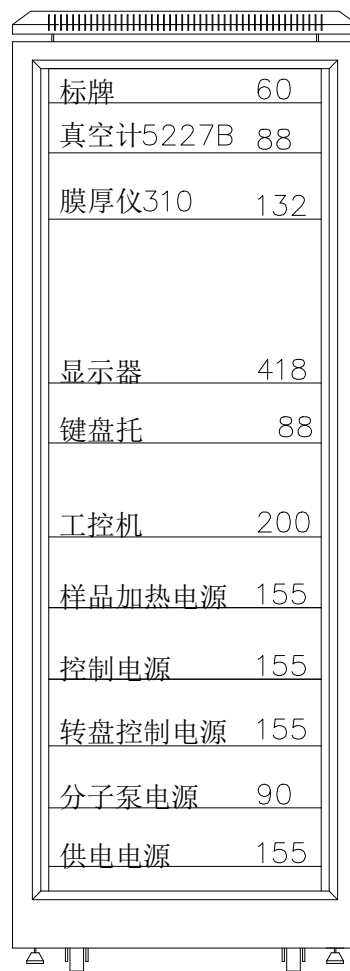 标牌 60
真空计5227B 88
膜厚仪310 132
显示器 418
键盘托 88
工控机 200
样品加热电源 155
控制电源 155
转盘控制电源 155
分子泵电源 90
供电电源 155